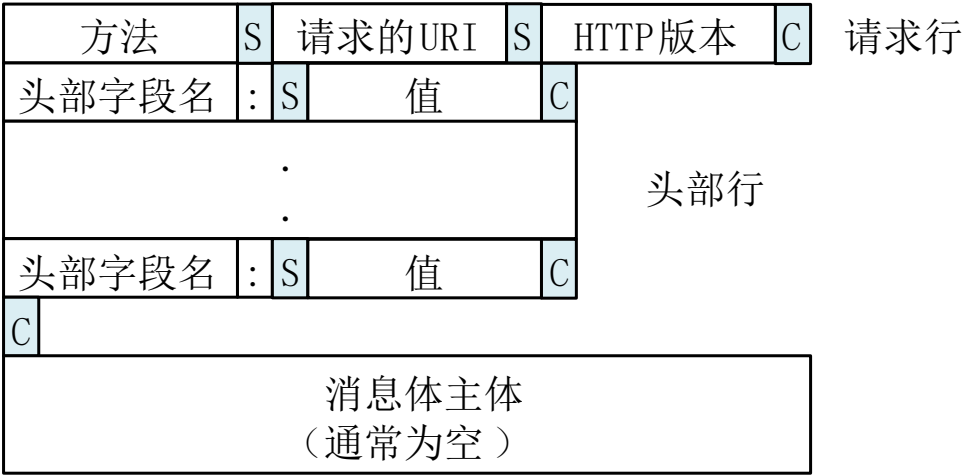 方法 S 请求的URI S HTTP版本 C 请求行
头部字段名 : S 值 C
.
头部行
.
头部字段名 : S 值 C
C
消息体主体
（通常为空）